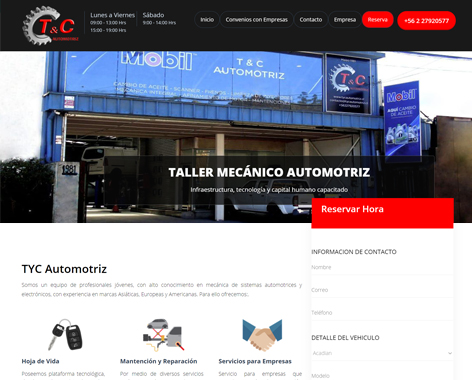 T&C
AUTOMOTRIZ
Lunes a Viernes
09:00 - 13:00 Hrs
15:00 - 19:00 Hrs
Sábado
9:00 - 14:00 Hrs
Inicio
Convenios con Empresas
Contacto
Empresa
Reserva
+56 2 27920577
Mobil
T & C
AUTOMOTRIZ
T&C
CAMBIO DE ACEITE - SCANNER - FRENOS
Mobil
AQUÍ CAMBIO
DE ACEITE
1691
TALLER MECÁNICO AUTOMOTRIZ
Infraestructura, tecnología y capital humano capacitado
Reservar Hora
TYC Automotriz
Somos un equipo de profesionales jóvenes, con alto conocimiento en mecánica de sistemas automotrices y
electrónicos, con experiencia en marcas Asiáticas, Europeas y Americanas. Para ello ofrecemos:.
INFORMACION DE CONTACTO
Nombre
Correo
Teléfono
DETALLE DEL VEHICULO
Acadian
Modelo
Hoja de Vida
Poseemos plataforma tecnológica,
Mantención y Reparación
Por medio de diversos servicios
Servicios para Empresas
Servicio para empresas que